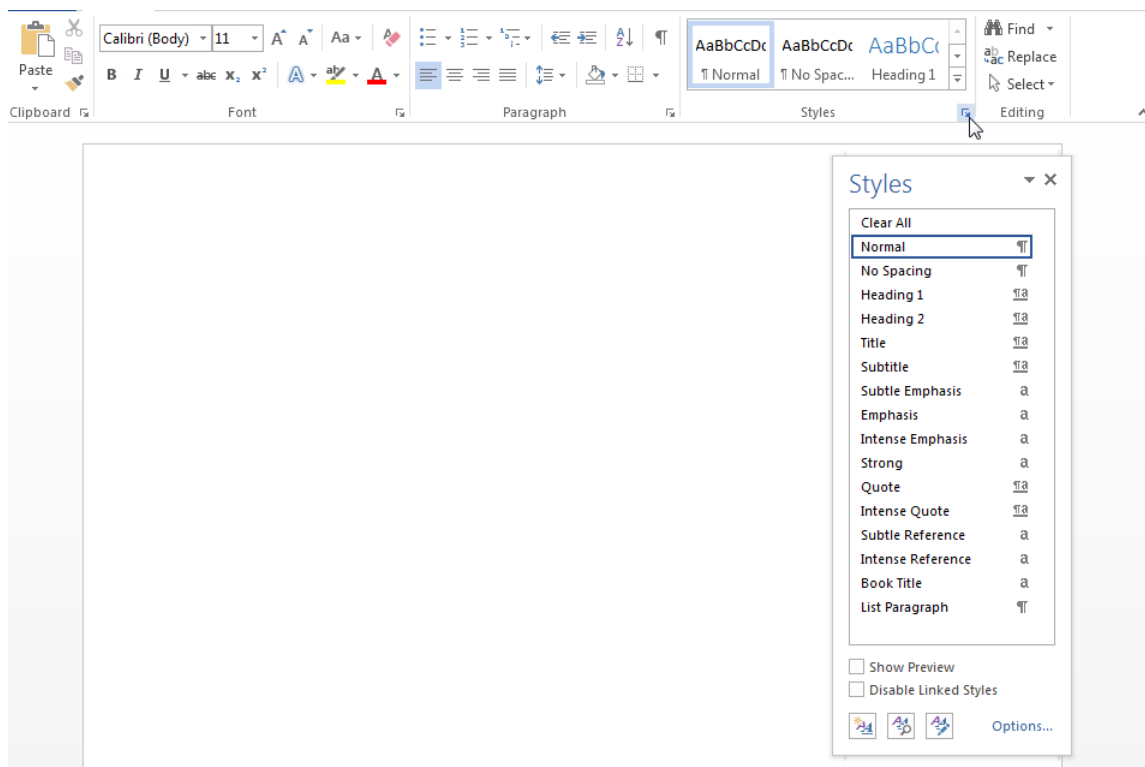 Calibri (Body) 11 A A Aa Find
Paste B I U abc x₂ x² A ab A AaBbCcDc AaBbCcDc AaBbCc Replace
¶ Normal ¶ No Spac... Heading 1 Select
Clipboard Font Paragraph Styles Editing
Styles
Clear All
Normal ¶
No Spacing ¶
Heading 1 ¶a
Heading 2 ¶a
Title ¶a
Subtitle ¶a
Subtle Emphasis a
Emphasis a
Intense Emphasis a
Strong a
Quote ¶a
Intense Quote ¶a
Subtle Reference a
Intense Reference a
Book Title a
List Paragraph ¶
Show Preview
Disable Linked Styles
Options...